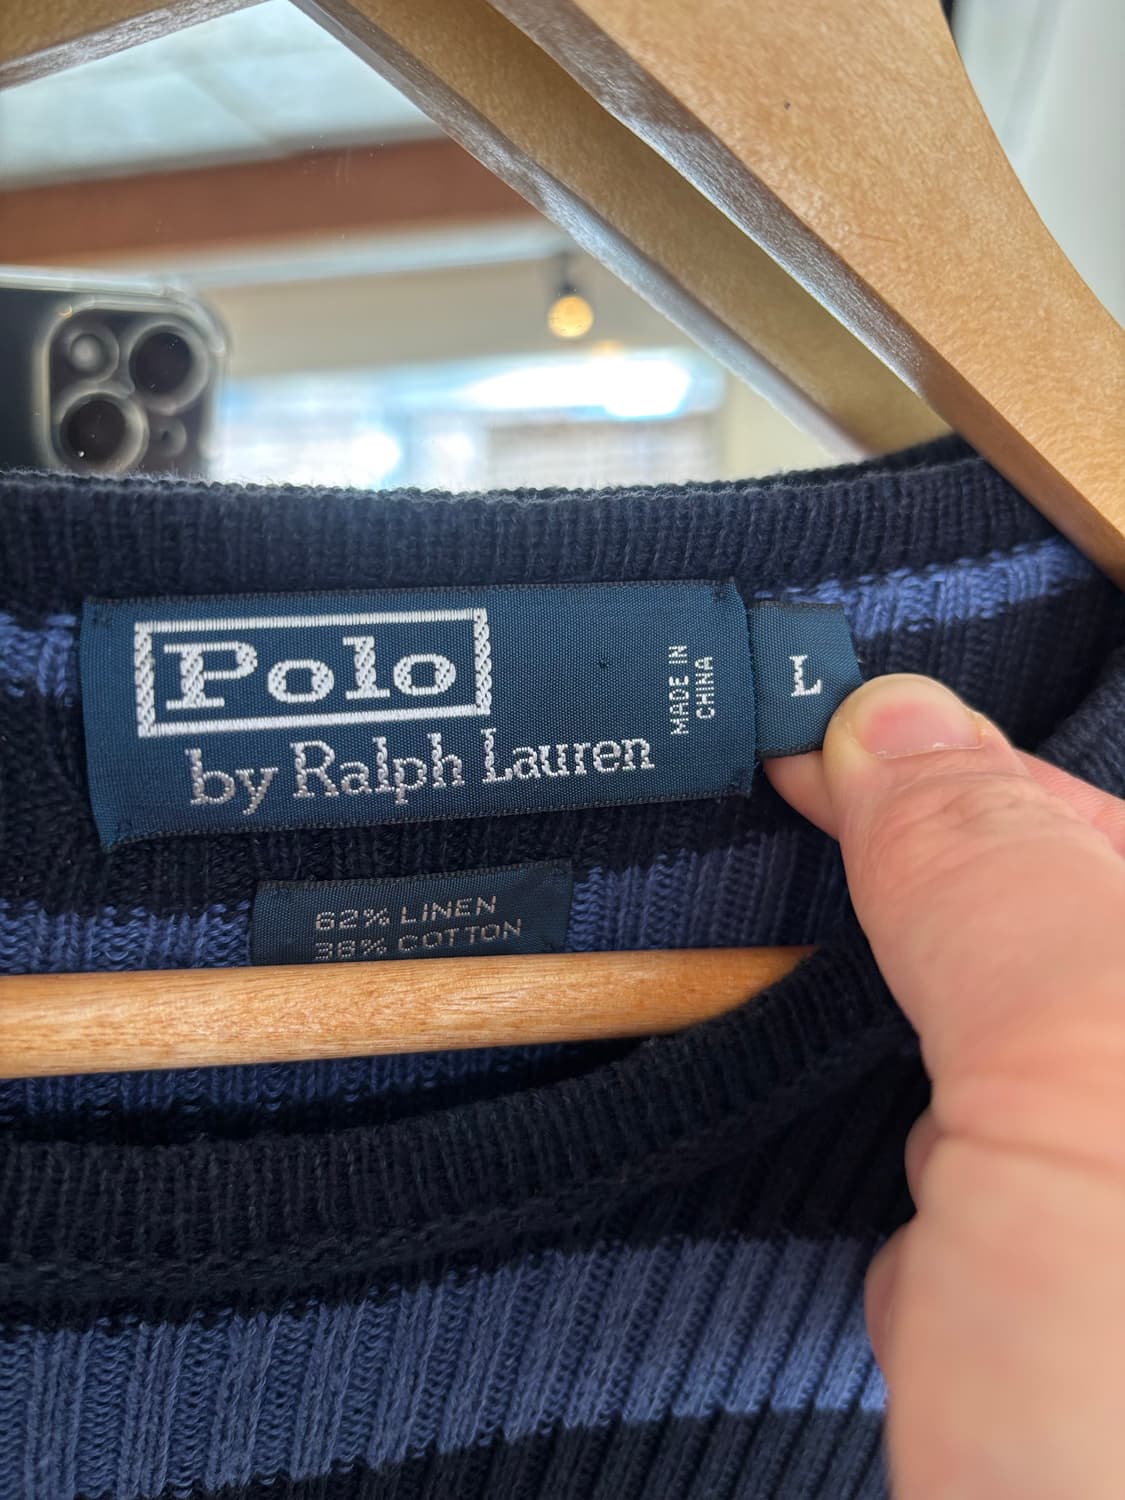 Polo
by Ralph Lauren
MADE IN
CHINA
L
62% LINEN
38% COTTON